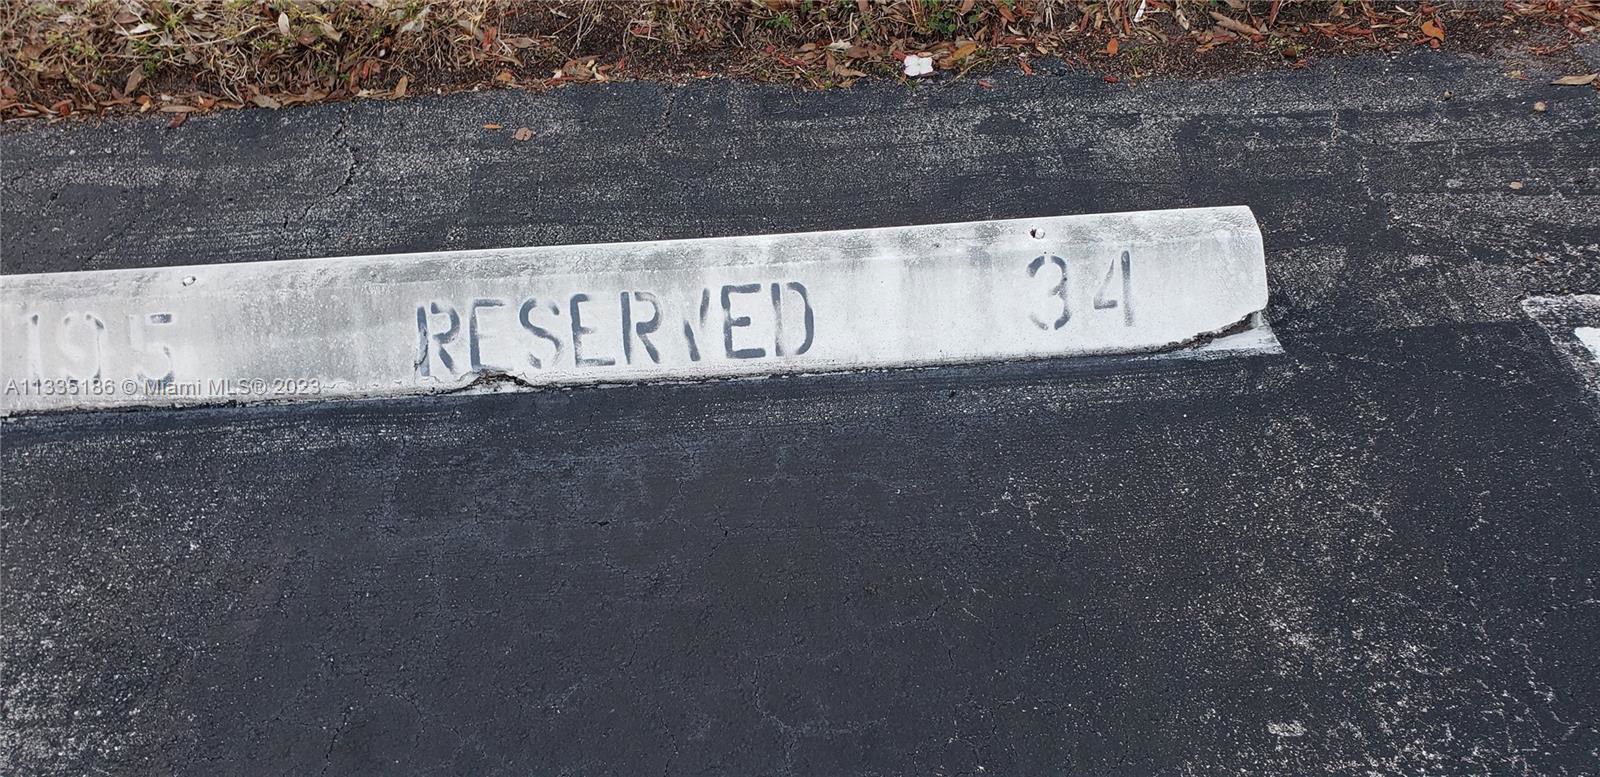 195 RESERVED 34
A11335186 © Miami MLS® 2023